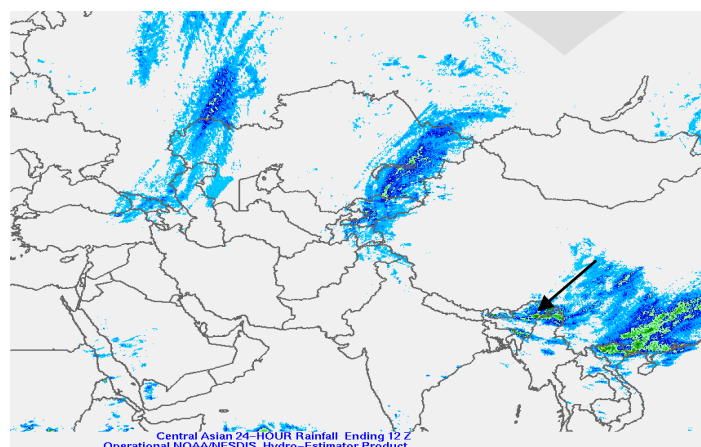 Central Asian 24-HOUR Rainfall Ending 12 Z
Operational NOAA/NESDIS Hydro-Estimator Product